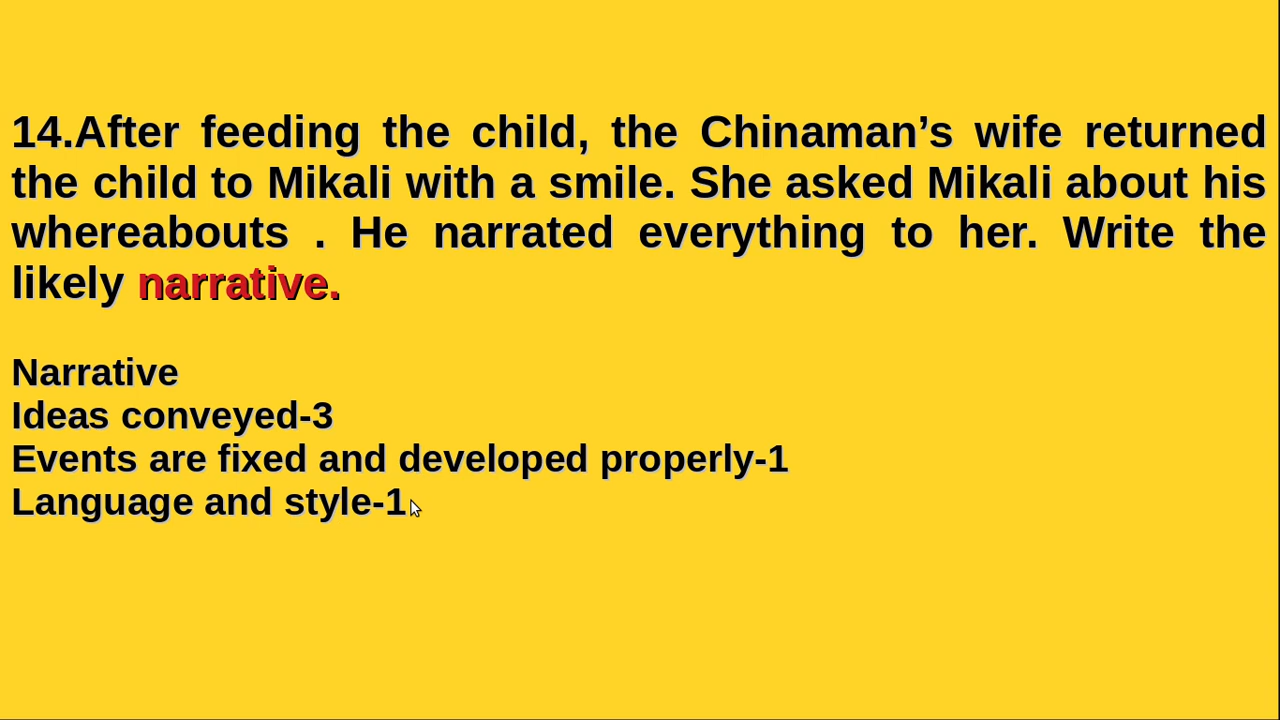 14.After feeding the child, the Chinaman’s wife returned
the child to Mikali with a smile. She asked Mikali about his
whereabouts . He narrated everything to her. Write the
likely narrative.
Narrative
Ideas conveyed-3
Events are fixed and developed properly-1
Language and style-1